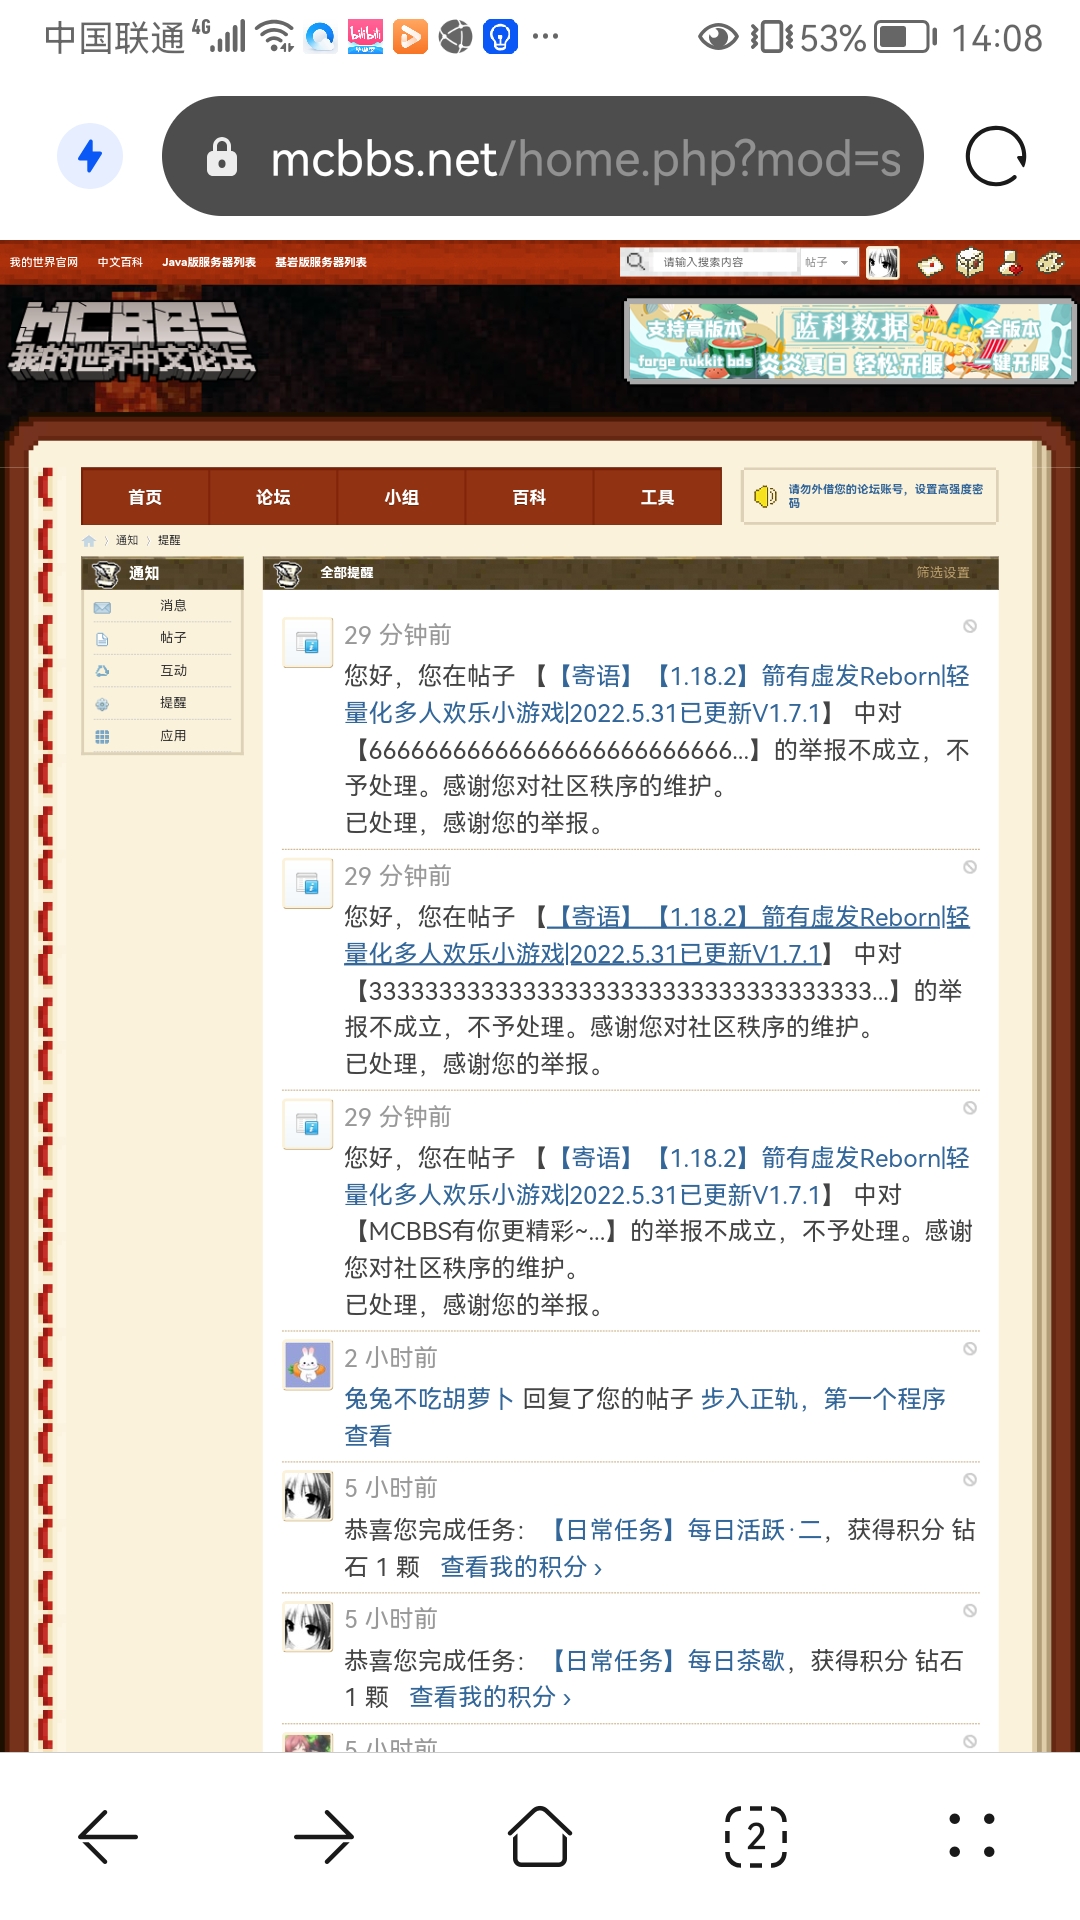 中国联通 4G 53% 14:08
mcbbs.net/home.php?mod=s
我的世界官网 中文百科 Java版服务器列表 基岩版服务器列表 请输入搜索内容 帖子
MCBBS
我的世界中文论坛
支持高版本 蓝科数据 SUMEER TIME 全版本
forge nukkit bds 炎炎夏日 轻松开服 一键开服
首页 论坛 小组 百科 工具
请勿外借您的论坛账号，设置高强度密
码
通知 提醒
通知
消息
帖子
互动
提醒
应用
全部提醒 筛选设置
29 分钟前
您好，您在帖子 【【寄语】【1.18.2】箭有虚发Reborn|轻
量化多人欢乐小游戏|2022.5.31已更新V1.7.1】 中对
【66666666666666666666666666...】的举报不成立，不
予处理。感谢您对社区秩序的维护。
已处理，感谢您的举报。
29 分钟前
您好，您在帖子 【【寄语】【1.18.2】箭有虚发Reborn|轻
量化多人欢乐小游戏|2022.5.31已更新V1.7.1】 中对
【333333333333333333333333333333333333...】的举
报不成立，不予处理。感谢您对社区秩序的维护。
已处理，感谢您的举报。
29 分钟前
您好，您在帖子 【【寄语】【1.18.2】箭有虚发Reborn|轻
量化多人欢乐小游戏|2022.5.31已更新V1.7.1】 中对
【MCBBS有你更精彩~...】的举报不成立，不予处理。感谢
您对社区秩序的维护。
已处理，感谢您的举报。
2 小时前
兔兔不吃胡萝卜 回复了您的帖子 步入正轨，第一个程序
查看
5 小时前
恭喜您完成任务：【日常任务】每日活跃·二，获得积分 钻
石 1 颗 查看我的积分 ›
5 小时前
恭喜您完成任务：【日常任务】每日茶歇，获得积分 钻石
1 颗 查看我的积分 ›
5 小时前
2